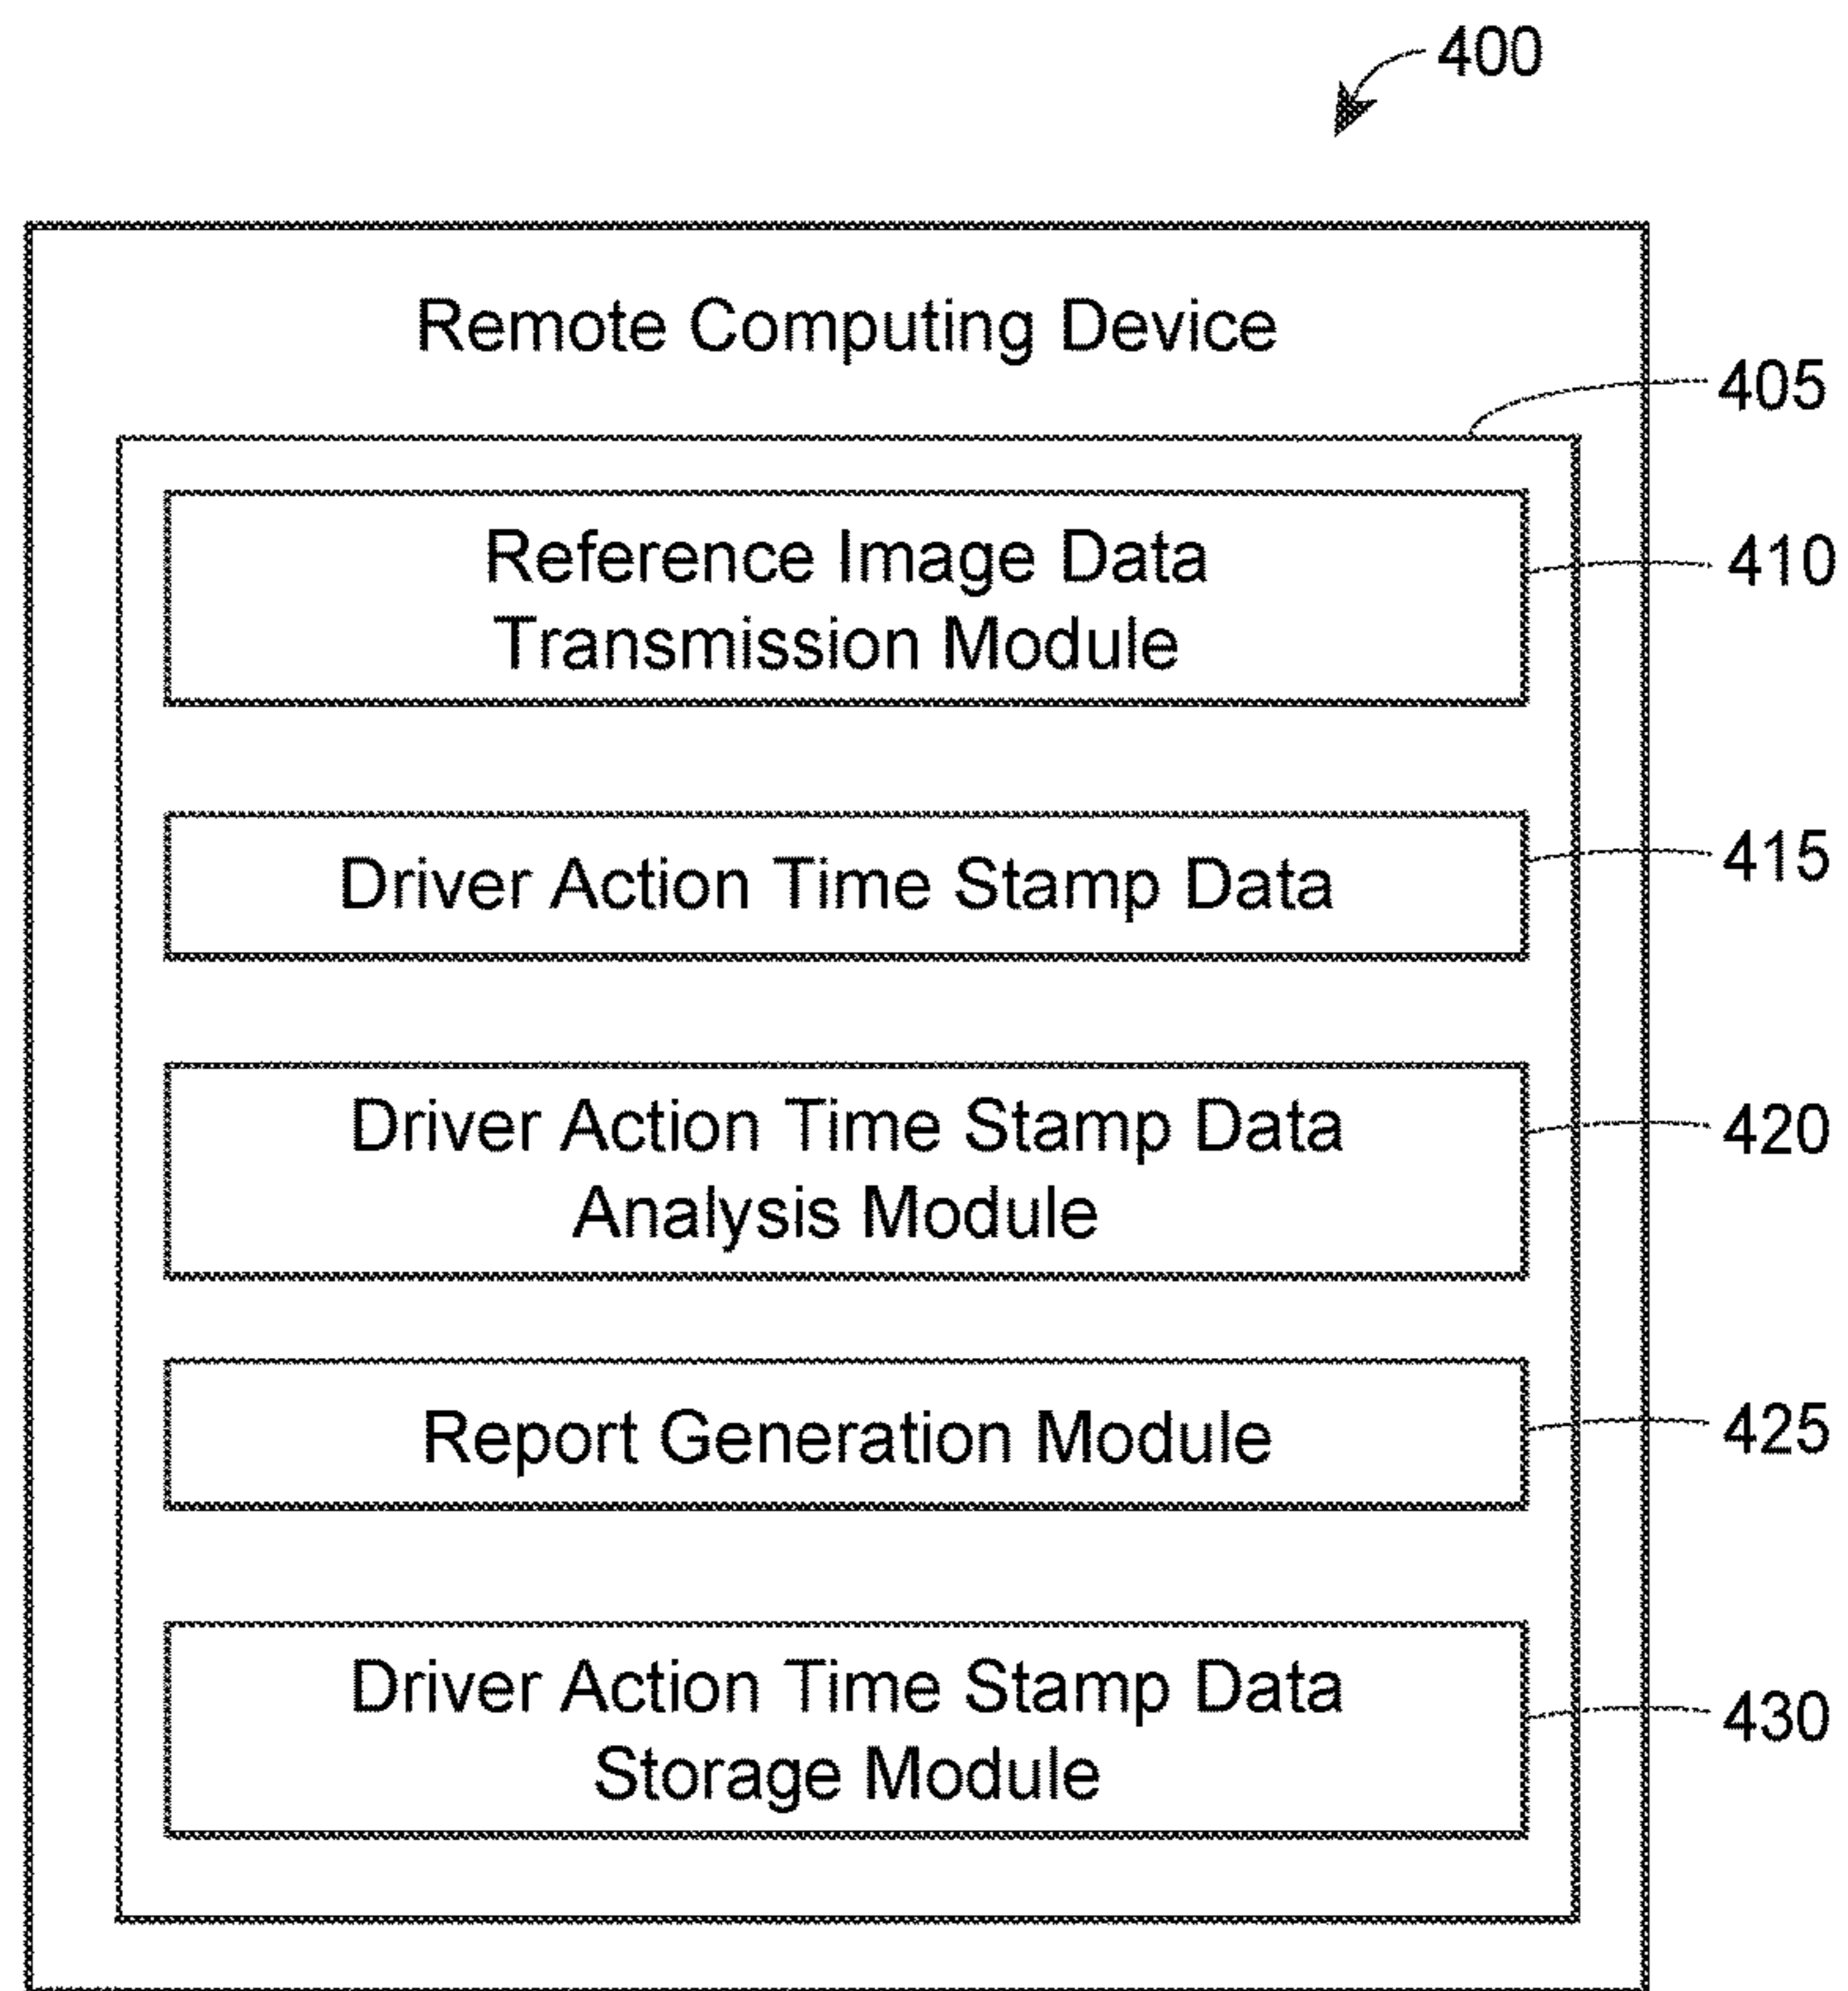 400
Remote Computing Device
405
Reference Image Data
Transmission Module
410
Driver Action Time Stamp Data
415
Driver Action Time Stamp Data
Analysis Module
420
Report Generation Module
425
Driver Action Time Stamp Data
Storage Module
430